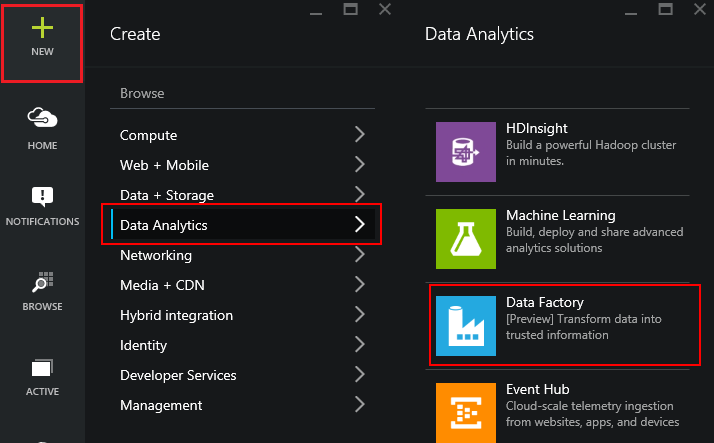 NEW
HOME
NOTIFICATIONS
BROWSE
ACTIVE
Create
Browse
Compute
Web + Mobile
Data + Storage
Data Analytics
Networking
Media + CDN
Hybrid integration
Identity
Developer Services
Management
Data Analytics
HDInsight
Build a powerful Hadoop cluster
in minutes.
Machine Learning
Build, deploy and share advanced
analytics solutions
Data Factory
[Preview] Transform data into
trusted information
Event Hub
Cloud-scale telemetry ingestion
from websites, apps, and devices